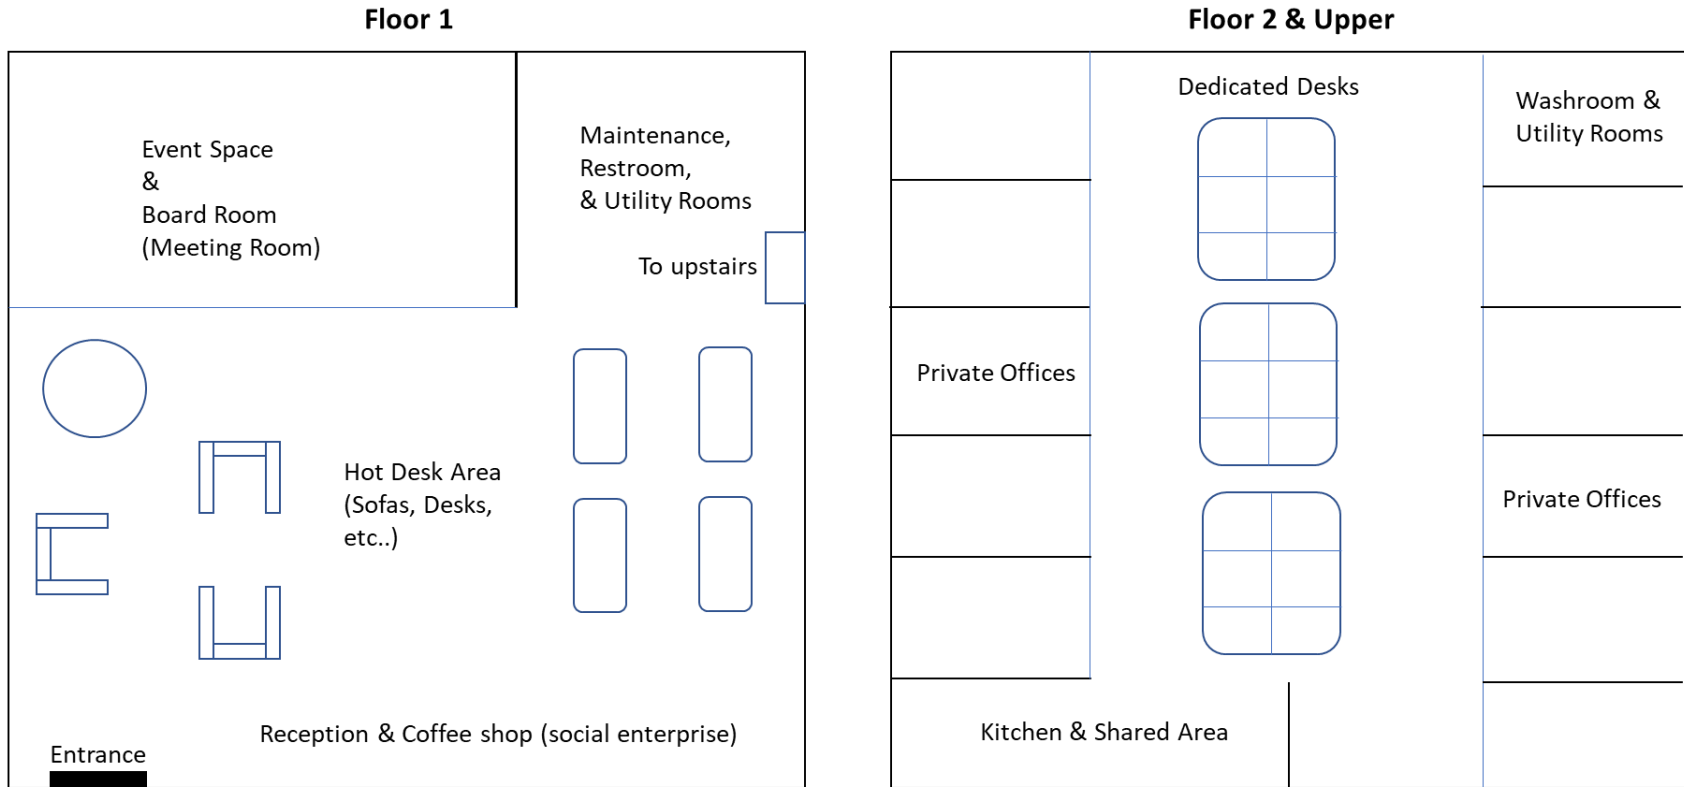 Floor 1
Event Space
&
Board Room
(Meeting Room)
Maintenance,
Restroom,
& Utility Rooms
To upstairs
Hot Desk Area
(Sofas, Desks,
etc..)
Reception & Coffee shop (social enterprise)
Entrance
Floor 2 & Upper
Dedicated Desks
Washroom &
Utility Rooms
Private Offices
Private Offices
Kitchen & Shared Area